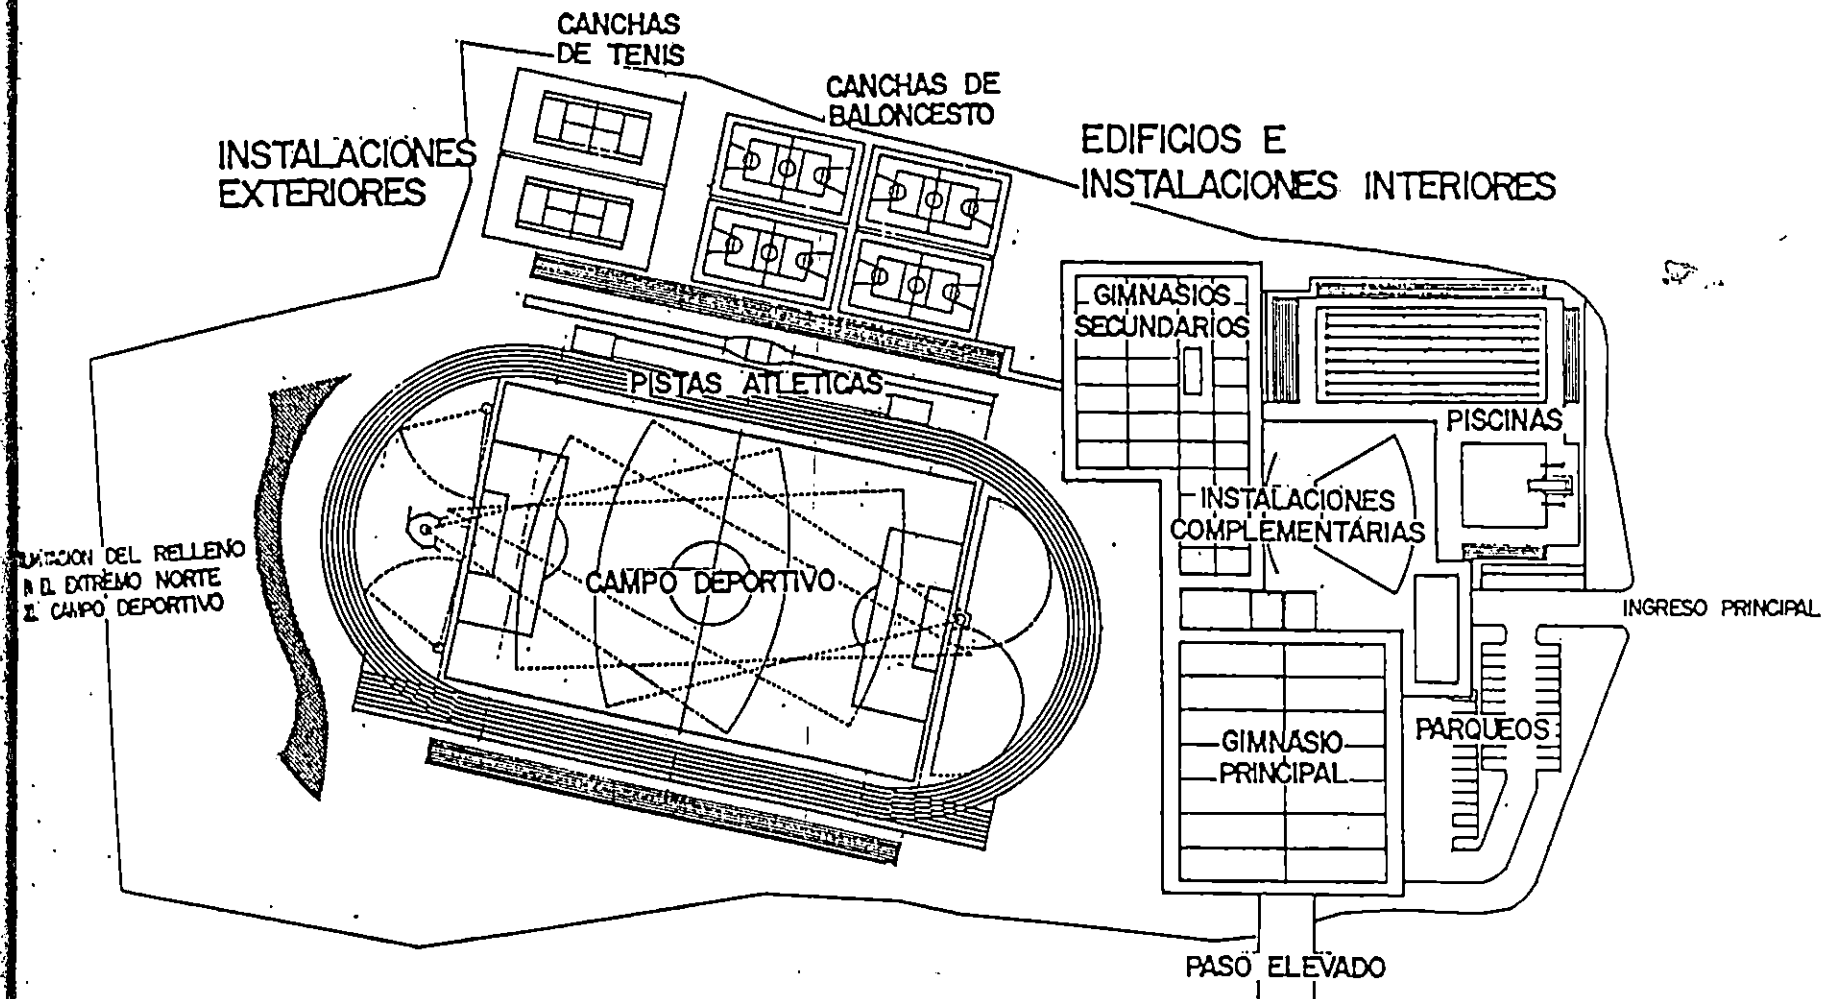 CANCHAS
DE TENIS
CANCHAS DE
BALONCESTO
INSTALACIONES
EXTERIORES
EDIFICIOS E
INSTALACIONES INTERIORES
GIMNASIOS
SECUNDARIOS
PISTAS ATLETICAS
PISCINAS
INSTALACIONES
COMPLEMENTARIAS
DEL RELLENO
EL EXTREMO NORTE
CAMPO DEPORTIVO
CAMPO DEPORTIVO
INGRESO PRINCIPAL
PARQUEOS
GIMNASIO
PRINCIPAL
PASO ELEVADO